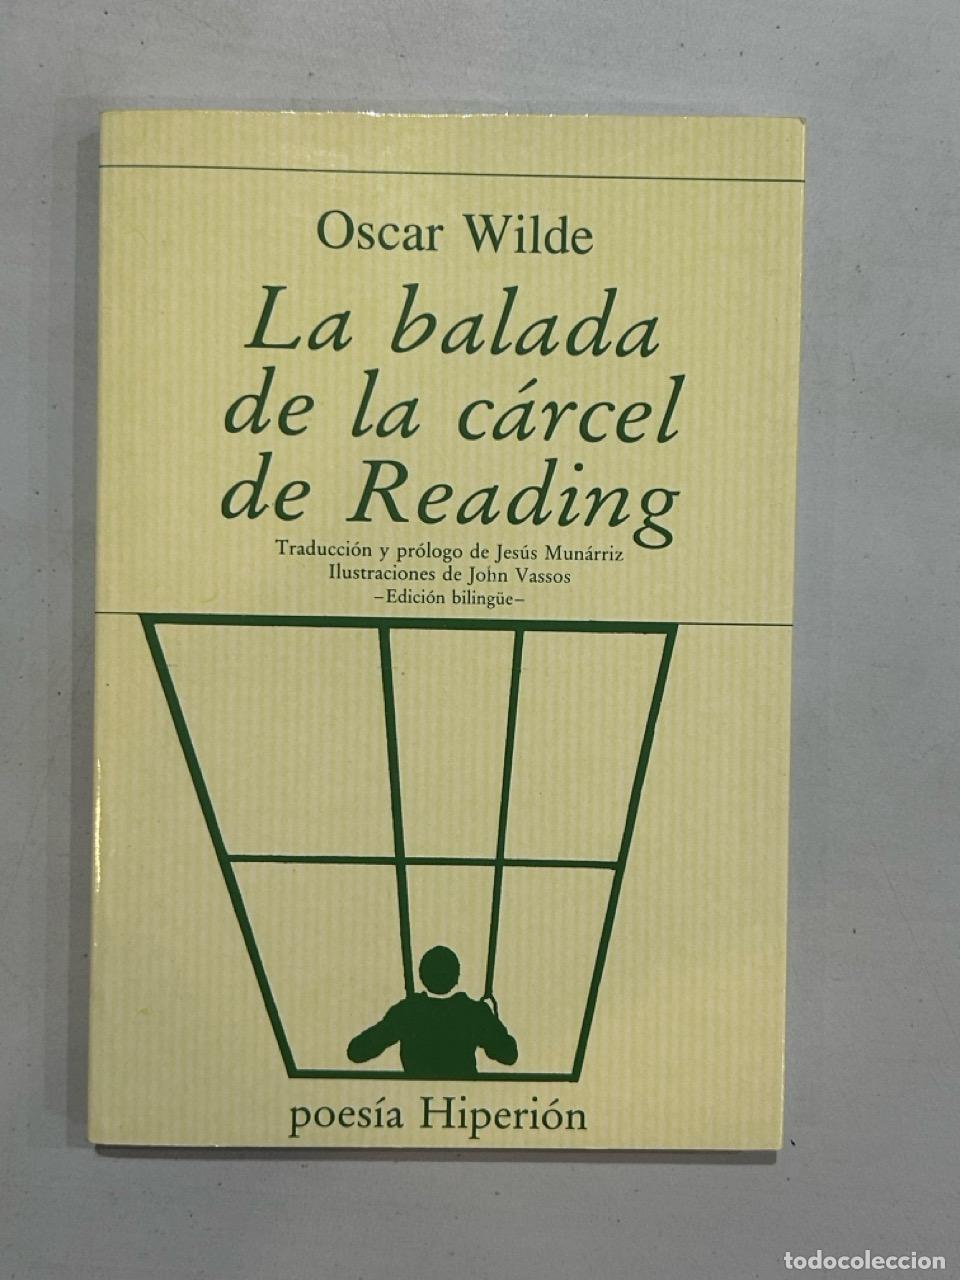 Oscar Wilde
La balada
de la cárcel
de Reading
Traducción y prólogo de Jesús Munárriz
Ilustraciones de John Vassos
–Edición bilingüe–
poesía Hiperión
todocoleccion